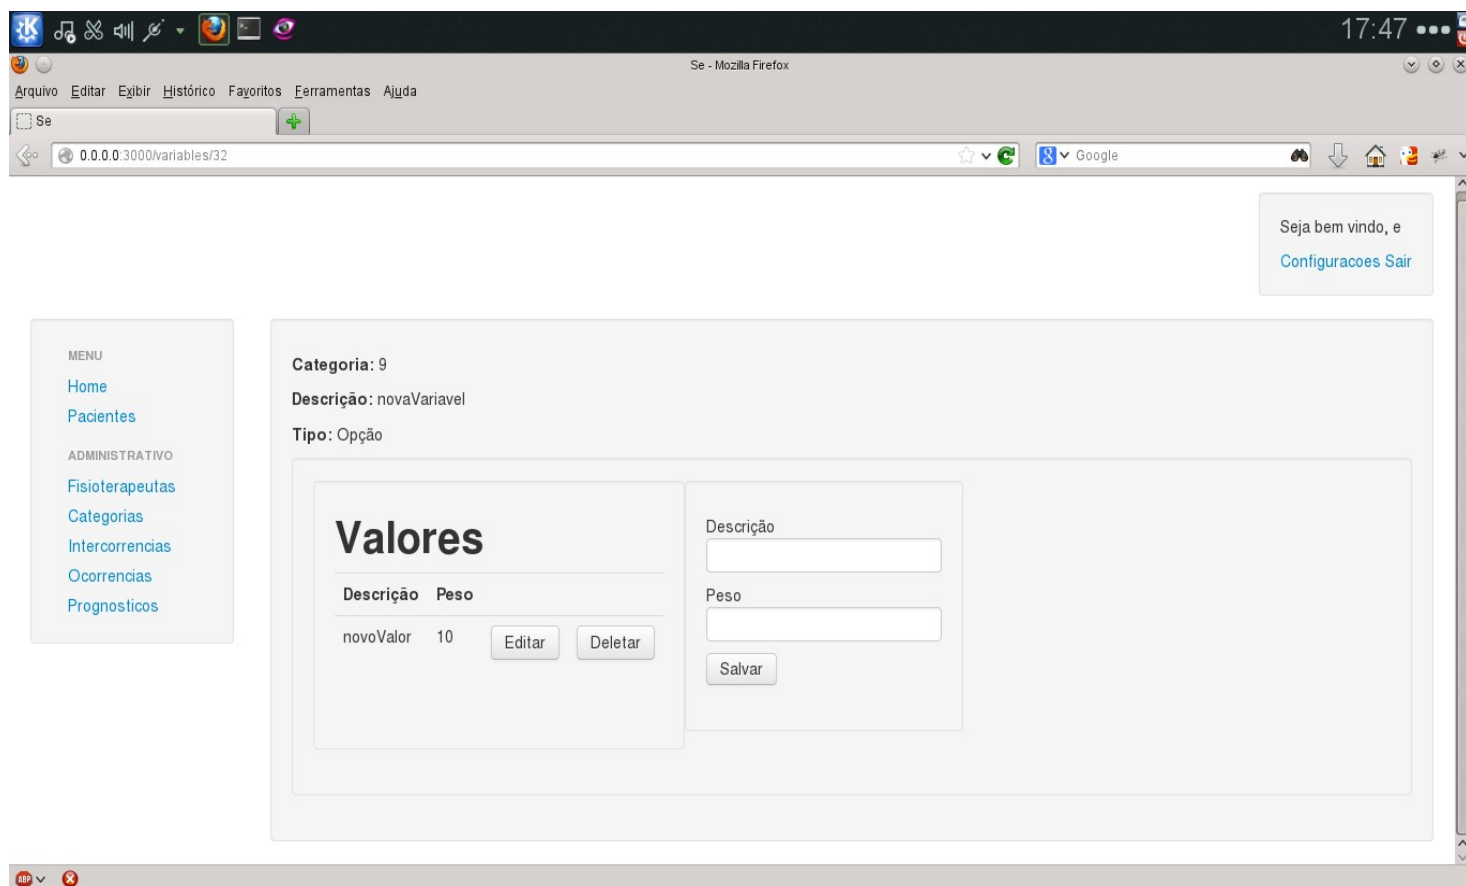 17:47
Se - Mozilla Firefox
Arquivo Editar Exibir Histórico Favoritos Ferramentas Ajuda
Se
0.0.0.0:3000/variables/32
Google
Seja bem vindo, e
Configuracoes Sair
MENU
Home
Pacientes
ADMINISTRATIVO
Fisioterapeutas
Categorias
Intercorrencias
Ocorrencias
Prognosticos
Categoria: 9
Descrição: novaVariavel
Tipo: Opção
Valores
Descrição Peso
novoValor 10 Editar Deletar
Descrição
Peso
Salvar
ABP